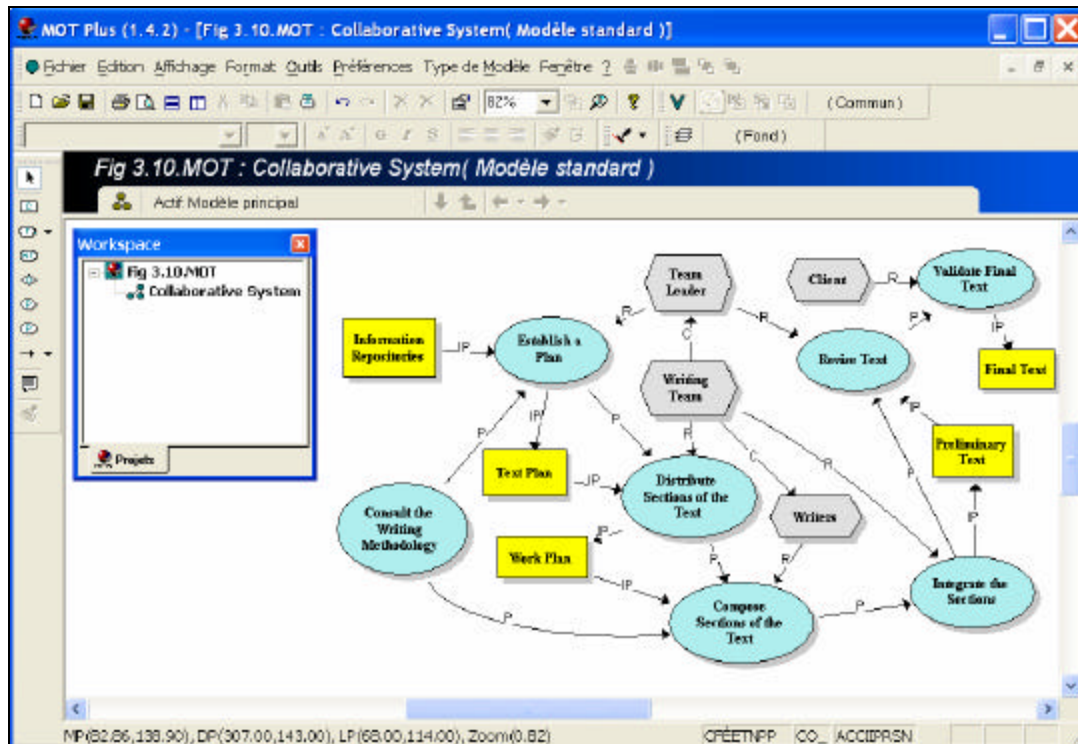 MOT Plus (1.4.2) - [Fig 3.10.MOT : Collaborative System( Modèle standard )]
Fichier Edition Affichage Format Outils Préférences Type de Modèle Fenêtre ?
82% (Commun)
G I S (Fond)
Fig 3.10.MOT : Collaborative System( Modèle standard )
Actif: Modèle principal
Workspace
Fig 3.10.MOT
Collaborative System
Projets
Team
Leader
Client
R
Validate Final
Text
R
R
P
IP
Information
Repositories
IP
Establish a
Plan
C
Revise Text
Final Text
Writing
Team
P
IP
P
R
C
R
P
IP
Preliminary
Text
Text Plan
IP
Distribute
Sections of the
Text
Consult the
Writing
Methodology
Writers
IP
IP
Work Plan
P
R
IP
Integrate the
Sections
P
Compose
Sections of the
Text
P
MP(82.86,138.90), DP(307.00,143.00), LP(68.00,114.00), Zoom(0.82)
CFÉETNPP CO_ ACCIIPRSN